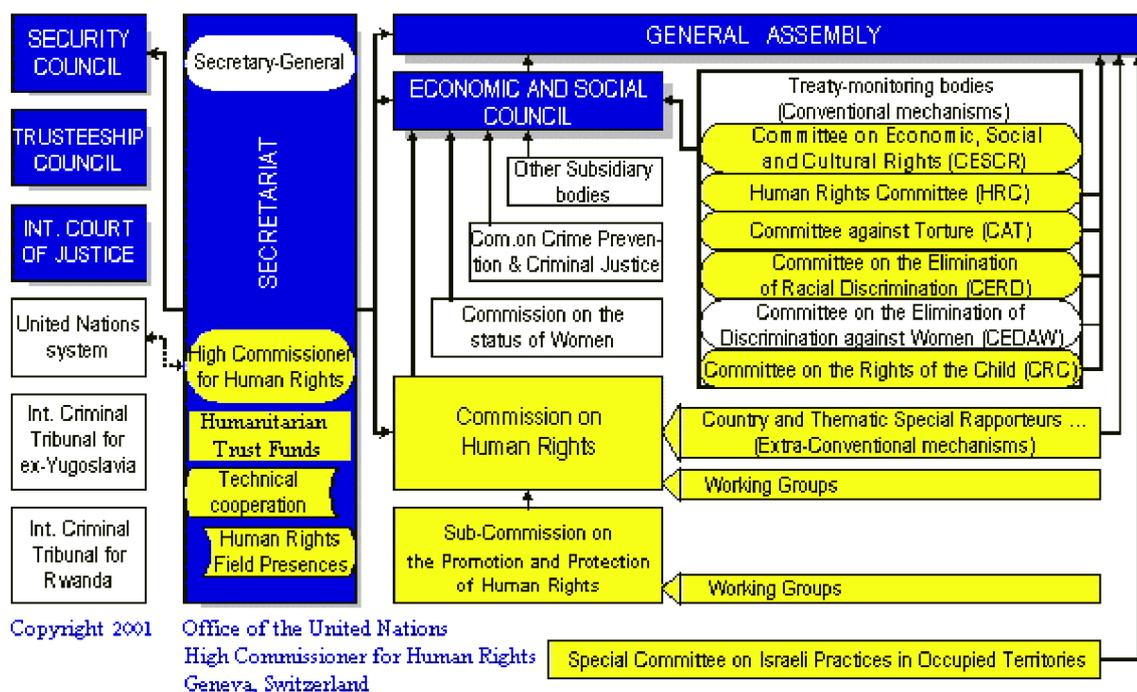 SECURITY
COUNCIL
TRUSTEESHIP
COUNCIL
INT. COURT
OF JUSTICE
United Nations
system
Int. Criminal
Tribunal for
ex-Yugoslavia
Int. Criminal
Tribunal for
Rwanda
Secretary-General
SECRETARIAT
High Commissioner
for Human Rights
Humanitarian
Trust Funds
Technical
cooperation
Human Rights
Field Presences
GENERAL ASSEMBLY
ECONOMIC AND SOCIAL
COUNCIL
Other Subsidiary
bodies
Com.on Crime Preven-
tion & Criminal Justice
Commission on the
status of Women
Commission on
Human Rights
Sub-Commission on
the Promotion and Protection
of Human Rights
Treaty-monitoring bodies
(Conventional mechanisms)
Committee on Economic, Social
and Cultural Rights (CESCR)
Human Rights Committee (HRC)
Committee against Torture (CAT)
Committee on the Elimination
of Racial Discrimination (CERD)
Committee on the Elimination of
Discrimination against Women (CEDAW)
Committee on the Rights of the Child (CRC)
Country and Thematic Special Rapporteurs ...
(Extra-Conventional mechanisms)
Working Groups
Working Groups
Special Committee on Israeli Practices in Occupied Territories
Copyright 2001
Office of the United Nations
High Commissioner for Human Rights
Geneva, Switzerland